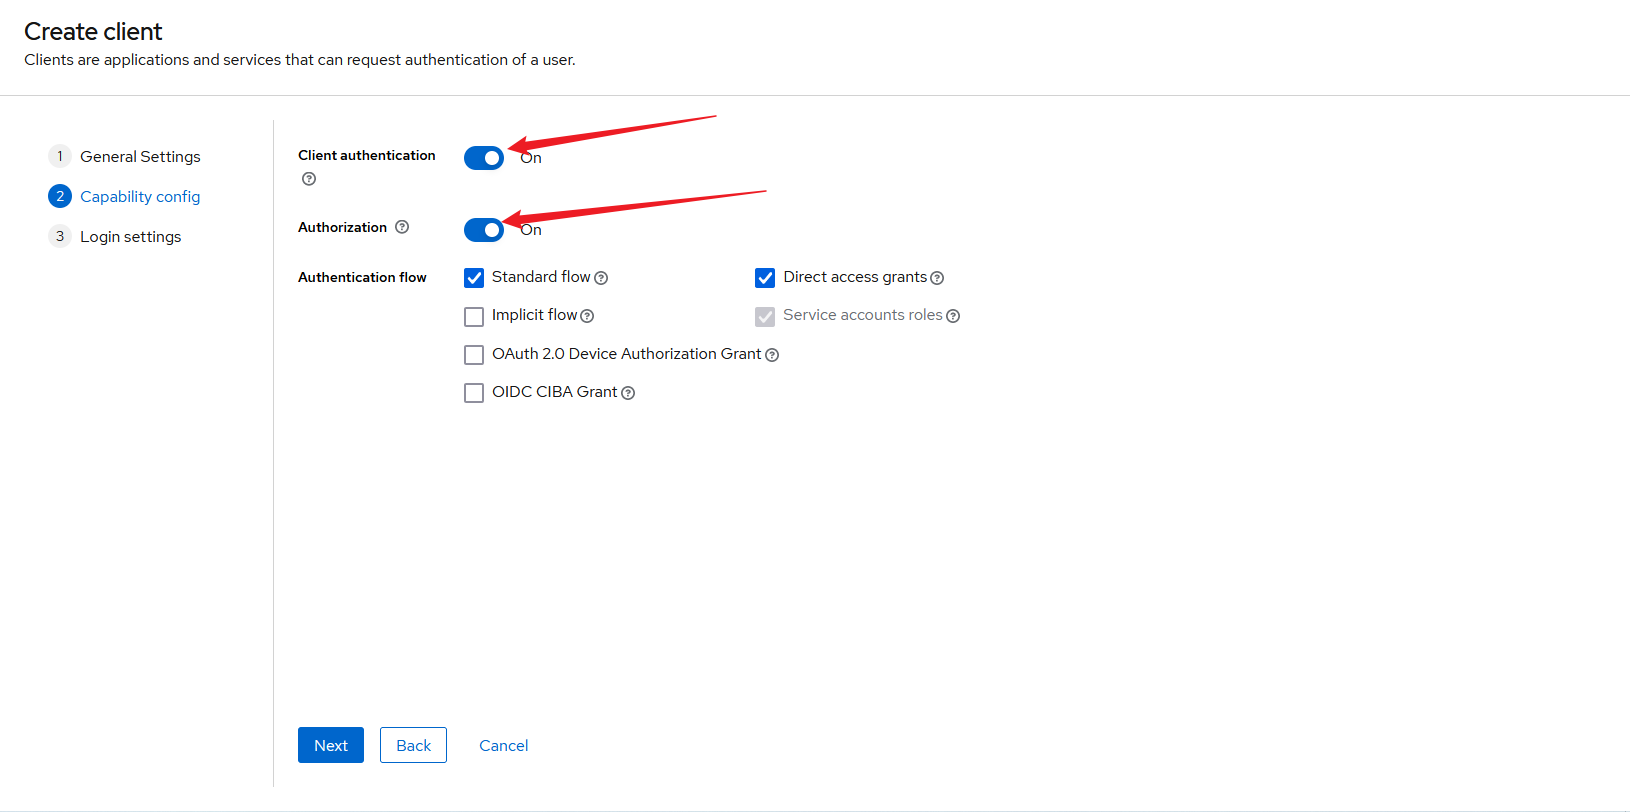 Create client
Clients are applications and services that can request authentication of a user.
1 General Settings
2 Capability config
3 Login settings
Client authentication
On
Authorization
On
Authentication flow
Standard flow
Direct access grants
Implicit flow
Service accounts roles
OAuth 2.0 Device Authorization Grant
OIDC CIBA Grant
Next Back Cancel